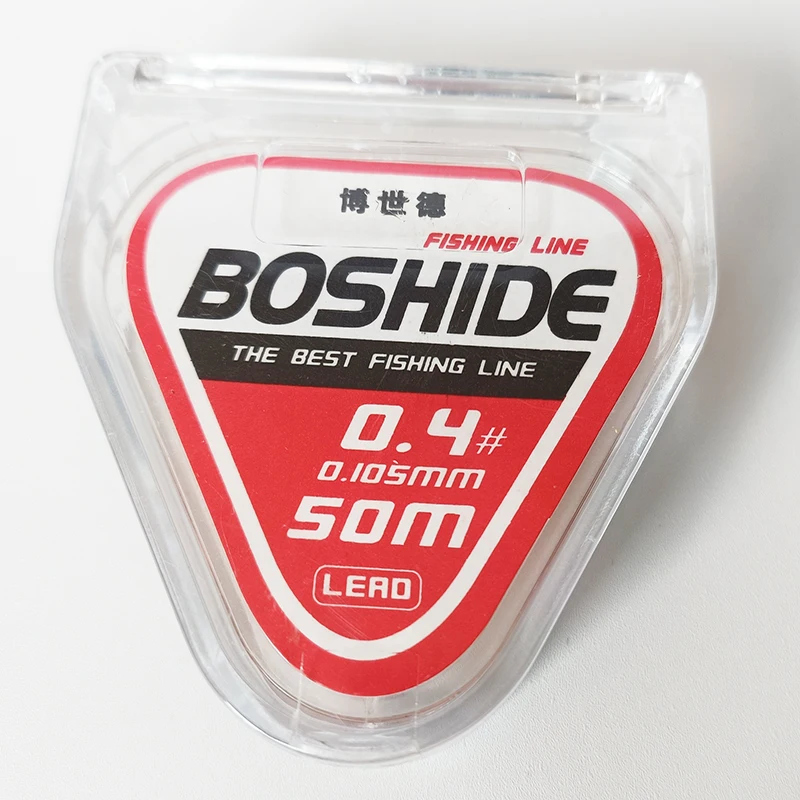 博世德
FISHING LINE
BOSHIDE
THE BEST FISHING LINE
0.4#
0.105mm
50m
LEAD